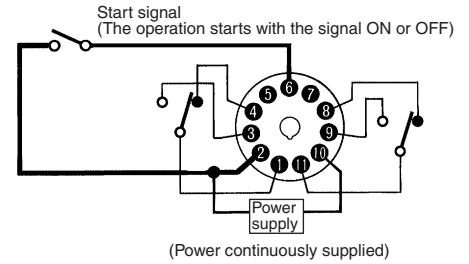 Start signal
(The operation starts with the signal ON or OFF)
6
5 7
4 8
3 9
2 10
1 11
Power
supply
(Power continuously supplied)